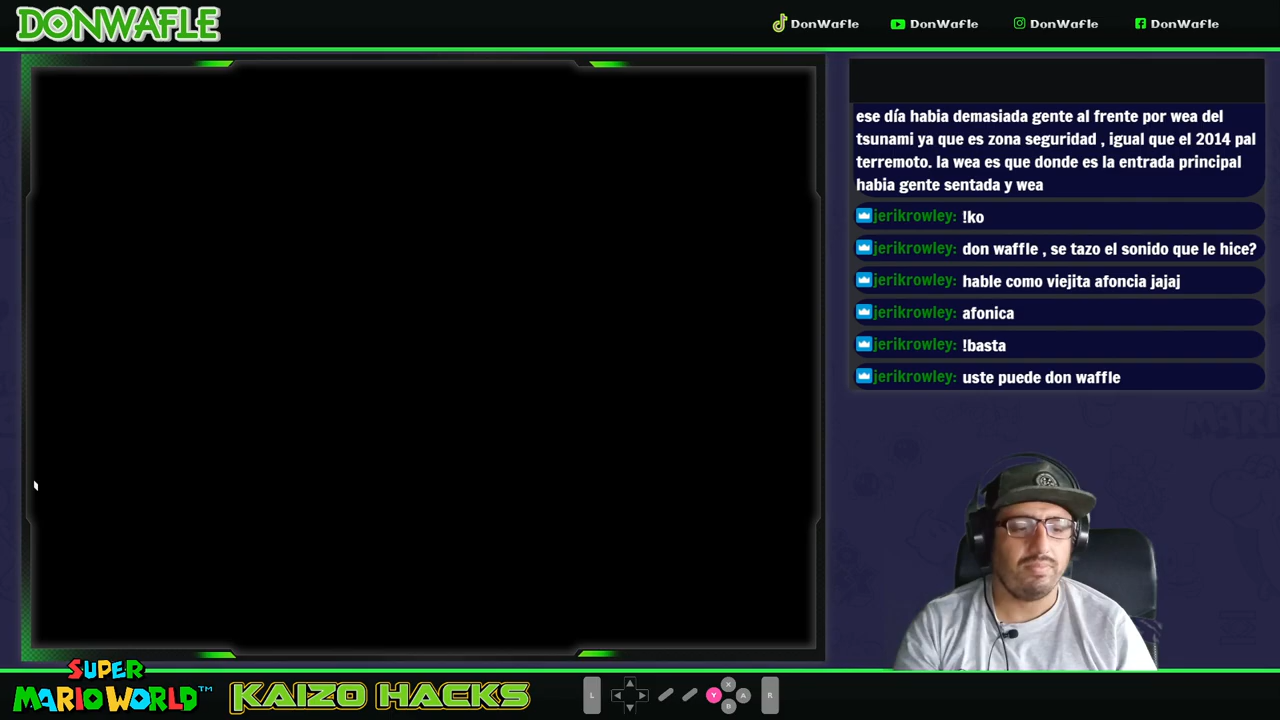 DONWAFLE
DonWafle
DonWafle
DonWafle
DonWafle
ese día habia demasiada gente al frente por wea del
tsunami ya que es zona seguridad , igual que el 2014 pal
terremoto. la wea es que donde es la entrada principal
habia gente sentada y wea
jerikrowley: !ko
jerikrowley: don waffle , se tazo el sonido que le hice?
jerikrowley: hable como viejita afoncia jajaj
jerikrowley: afonica
jerikrowley: !basta
jerikrowley: uste puede don waffle
SUPER
MARIO WORLD™
KAIZO HACKS
L
Y
X
A
B
R